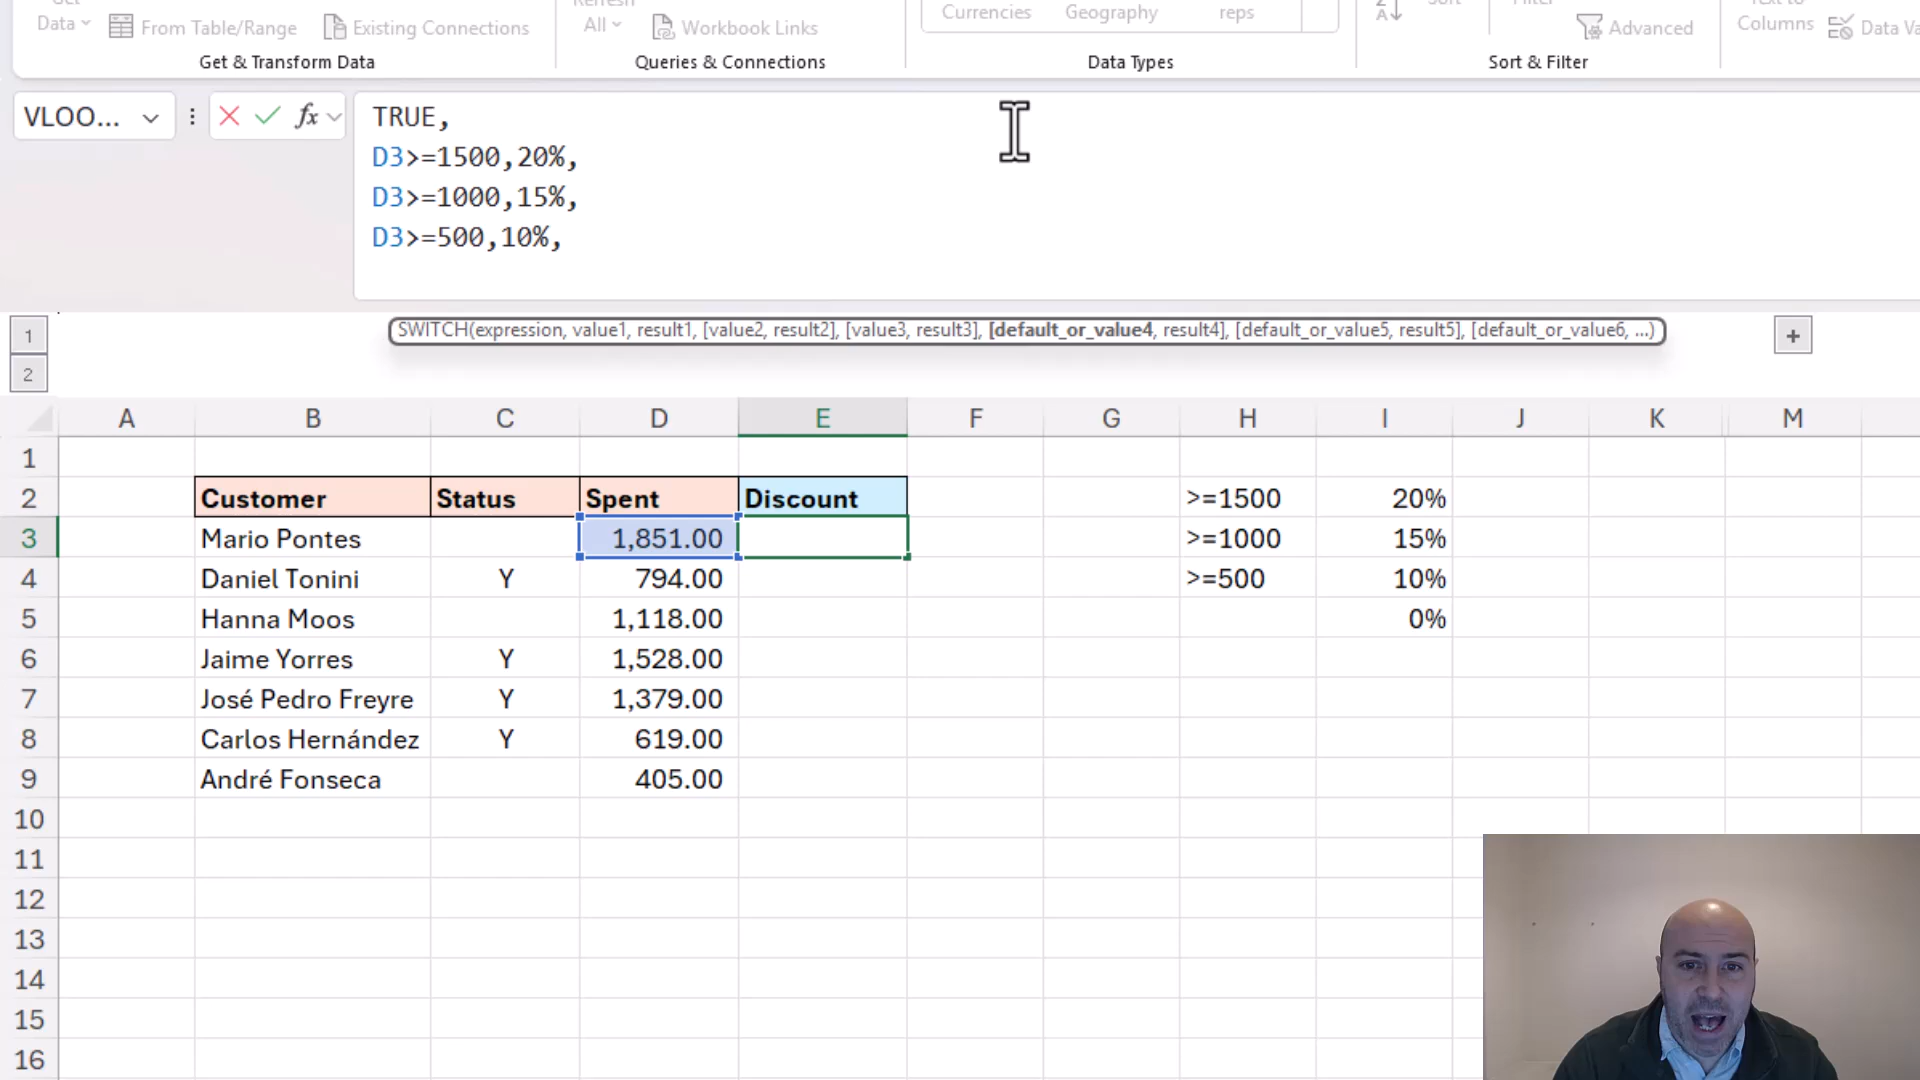 Data
From Table/Range
Existing Connections
All
Workbook Links
Currencies
Geography
reps
Advanced
Columns
Data
Get & Transform Data
Queries & Connections
Data Types
Sort & Filter
VLOO...
fx
TRUE,
D3>=1500,20%,
D3>=1000,15%,
D3>=500,10%,
SWITCH(expression, value1, result1, [value2, result2], [value3, result3], [default_or_value4, result4], [default_or_value5, result5], [default_or_value6, ...)
1
2
+
A B C D E F G H I J K M
1
2 Customer Status Spent Discount >=1500 20%
3 Mario Pontes 1,851.00 >=1000 15%
4 Daniel Tonini Y 794.00 >=500 10%
5 Hanna Moos 1,118.00 0%
6 Jaime Yorres Y 1,528.00
7 José Pedro Freyre Y 1,379.00
8 Carlos Hernández Y 619.00
9 André Fonseca 405.00
10
11
12
13
14
15
16